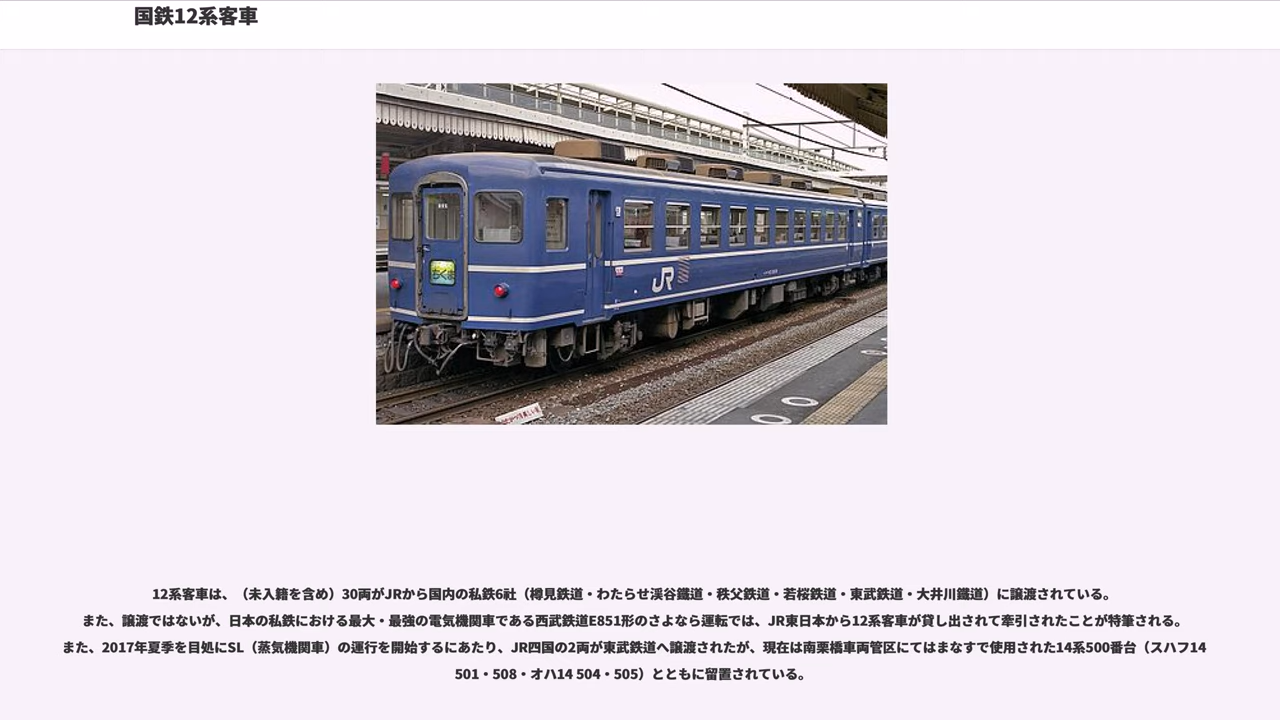 国鉄12系客車
JR
12系客車は、（未入籍を含め）30両がJRから国内の私鉄6社（樽見鉄道・わたらせ渓谷鐵道・秩父鉄道・若桜鉄道・東武鉄道・大井川鐵道）に譲渡されている。
また、譲渡ではないが、日本の私鉄における最大・最強の電気機関車である西武鉄道E851形のさよなら運転では、JR東日本から12系客車が貸し出されて牽引されたことが特筆される。
また、2017年夏季を目処にSL（蒸気機関車）の運行を開始するにあたり、JR四国の2両が東武鉄道へ譲渡されたが、現在は南栗橋車両管区にてはまなすで使用された14系500番台（スハフ14
501・508・オハ14 504・505）とともに留置されている。